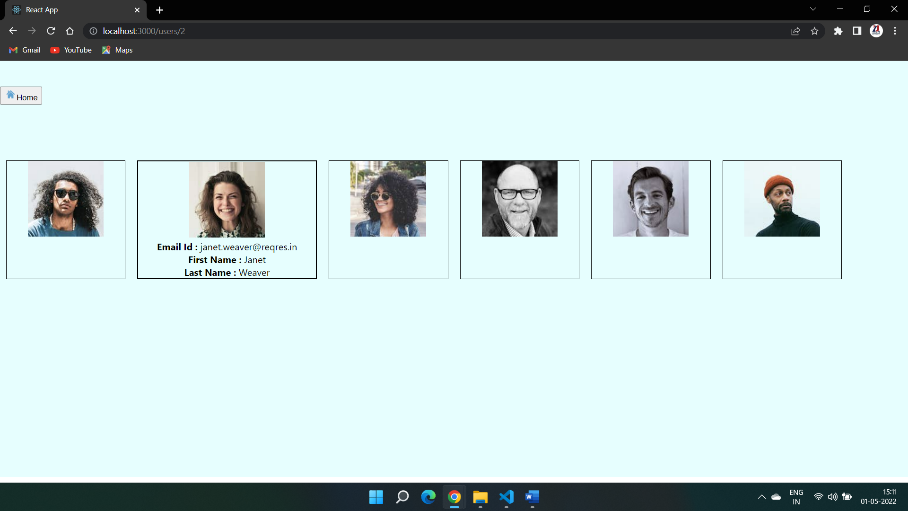 React App
localhost:3000/users/2
Gmail YouTube Maps
Home
Email Id : janet.weaver@reqres.in
First Name : Janet
Last Name : Weaver
ENG 15:11
IN 01-05-2022